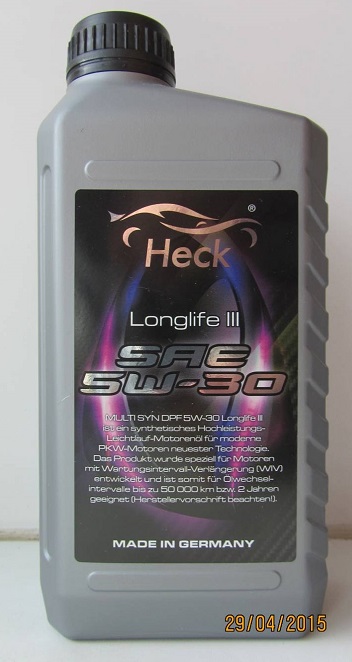 ®
Heck
Longlife III
SAE
5W-30
MULTI SYN DPF 5W-30 Longlife III
ist ein synthetisches Hochleistungs-
Leichtlauf-Motorenöl für moderne
PKW-Motoren neuester Technologie.
Das Produkt wurde speziell für Motoren
mit Wartungsintervall-Verlängerung (WIV)
entwickelt und ist somit für Ölwechsel-
intervalle bis zu 50 000 km bzw. 2 Jahren
geeignet (Herstellervorschrift beachten!).
MADE IN GERMANY
29/04/2015